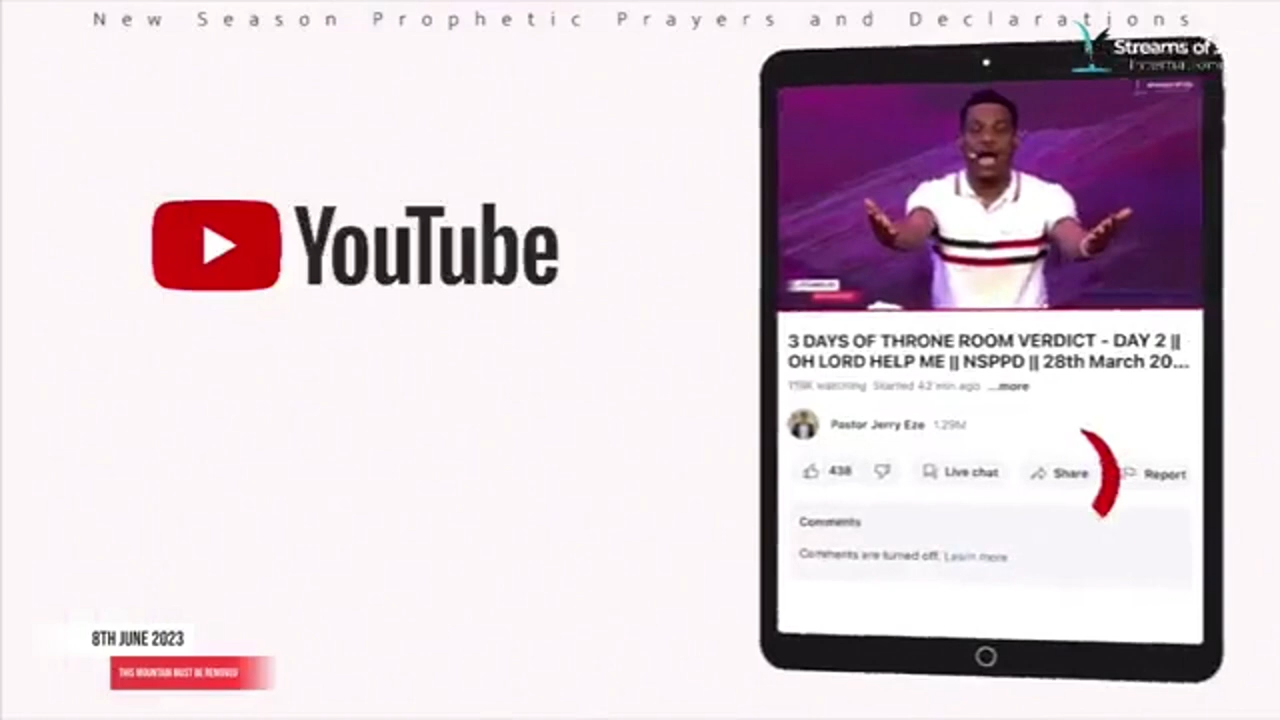 New Season Prophetic Prayers and Declarations
Streams of
YouTube
3 DAYS OF THRONE ROOM VERDICT - DAY 2 ||
OH LORD HELP ME || NSPPD || 28th March 20...
watching Started 42 min ago ...more
Pastor Jerry Eze 1.29M
438 Live chat Share Report
Comments
Comments are turned off. Learn more
8TH JUNE 2023
THIS MOUNTAIN MUST BE REMOVED